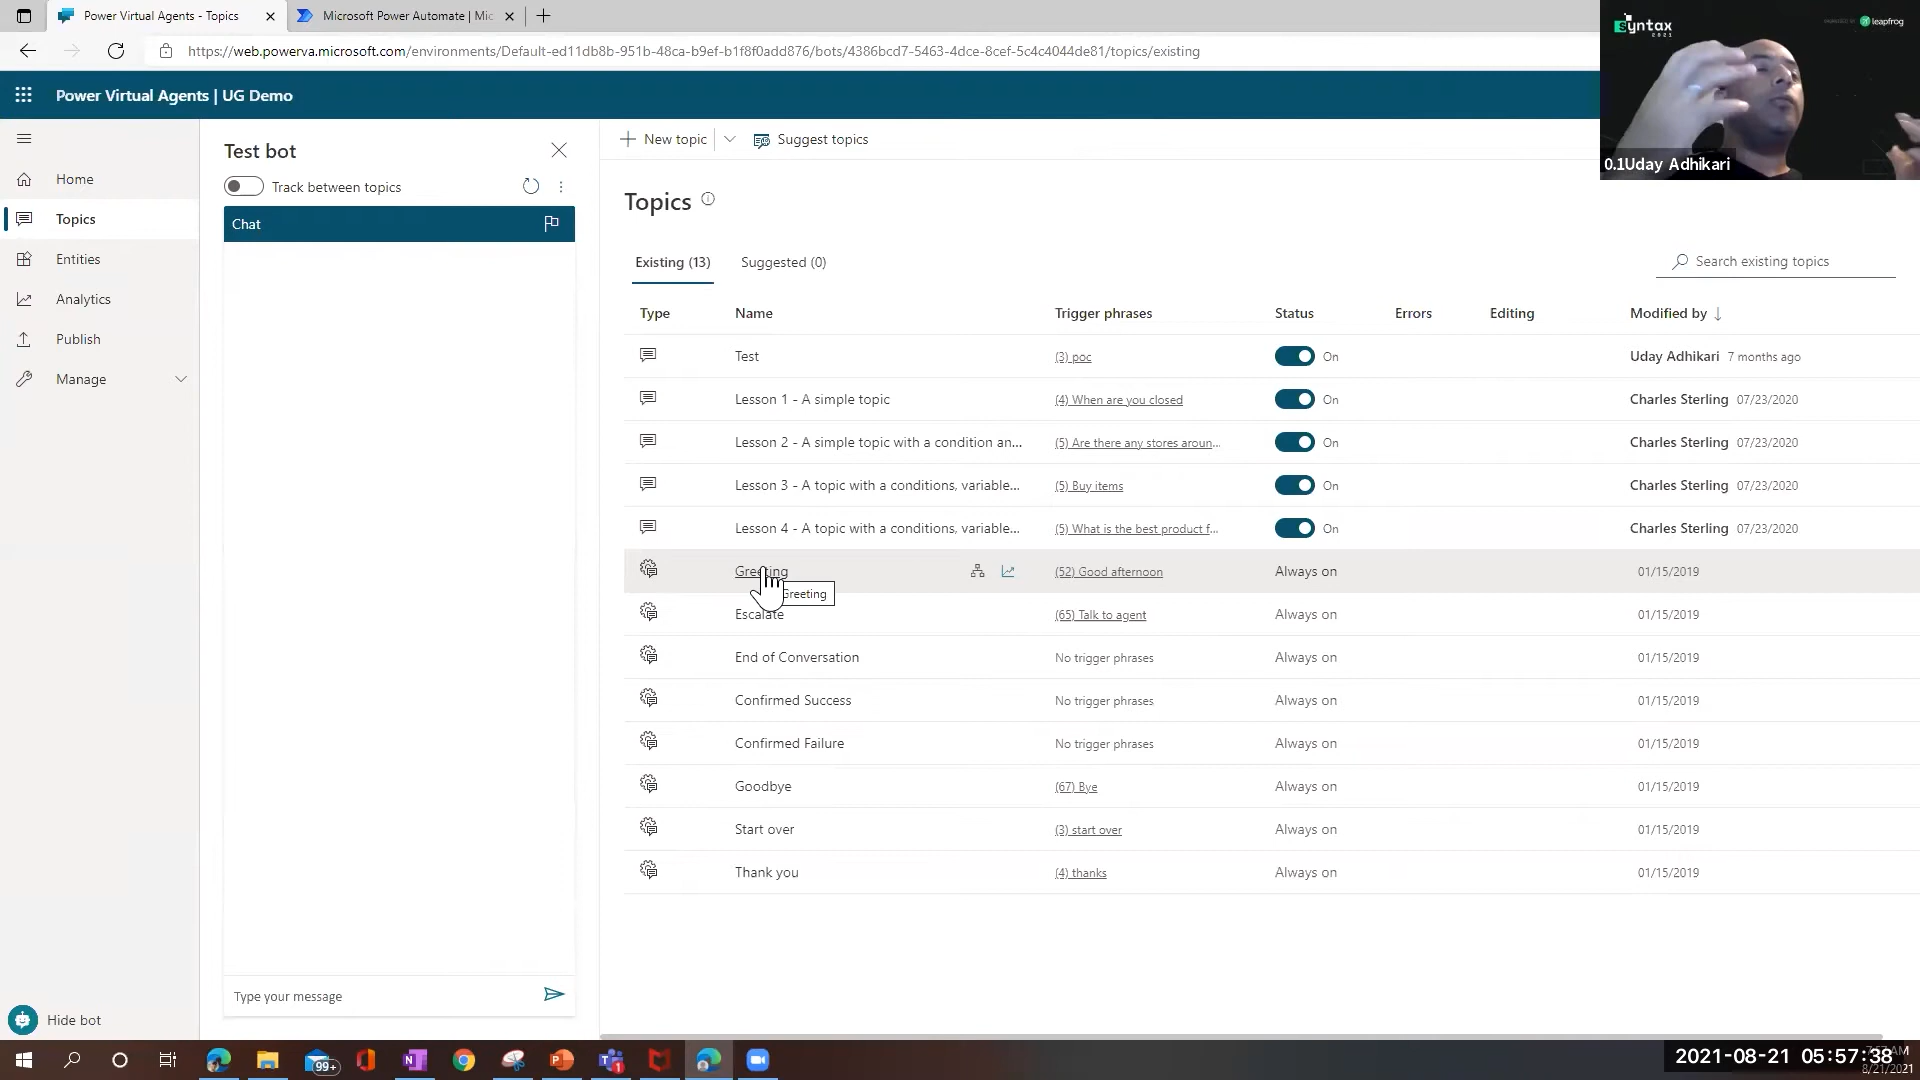 Power Virtual Agents - Topics
Microsoft Power Automate | Mic
https://web.powerva.microsoft.com/environments/Default-ed11db8b-951b-48ca-b9ef-b1f8f0add876/bots/4386bcd7-5463-4dce-8cef-5c4c4044de81/topics/existing
syntax
2021
leapfrog
0.1Uday Adhikari
Power Virtual Agents | UG Demo
Home
Topics
Entities
Analytics
Publish
Manage
Hide bot
Test bot
Track between topics
Chat
Type your message
New topic
Suggest topics
Topics
Existing (13)
Suggested (0)
Search existing topics
Type Name Trigger phrases Status Errors Editing Modified by
Test (3) poc On Uday Adhikari 7 months ago
Lesson 1 - A simple topic (4) When are you closed On Charles Sterling 07/23/2020
Lesson 2 - A simple topic with a condition an... (5) Are there any stores aroun... On Charles Sterling 07/23/2020
Lesson 3 - A topic with a conditions, variable... (5) Buy items On Charles Sterling 07/23/2020
Lesson 4 - A topic with a conditions, variable... (5) What is the best product f... On Charles Sterling 07/23/2020
Greeting (52) Good afternoon Always on 01/15/2019
Greeting
Escalate (65) Talk to agent Always on 01/15/2019
End of Conversation No trigger phrases Always on 01/15/2019
Confirmed Success No trigger phrases Always on 01/15/2019
Confirmed Failure No trigger phrases Always on 01/15/2019
Goodbye (67) Bye Always on 01/15/2019
Start over (3) start over Always on 01/15/2019
Thank you (4) thanks Always on 01/15/2019
99+
1
2021-08-21 05:57:38
8/21/2021